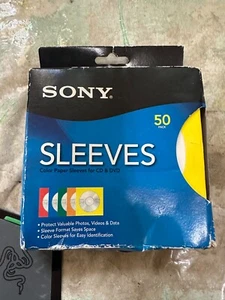 SONY®
50
PACK
SLEEVES
Color Paper Sleeves for CD & DVD
• Protect Valuable Photos, Videos & Data
• Sleeve Format Saves Space
• Color Sleeves for Easy Identification